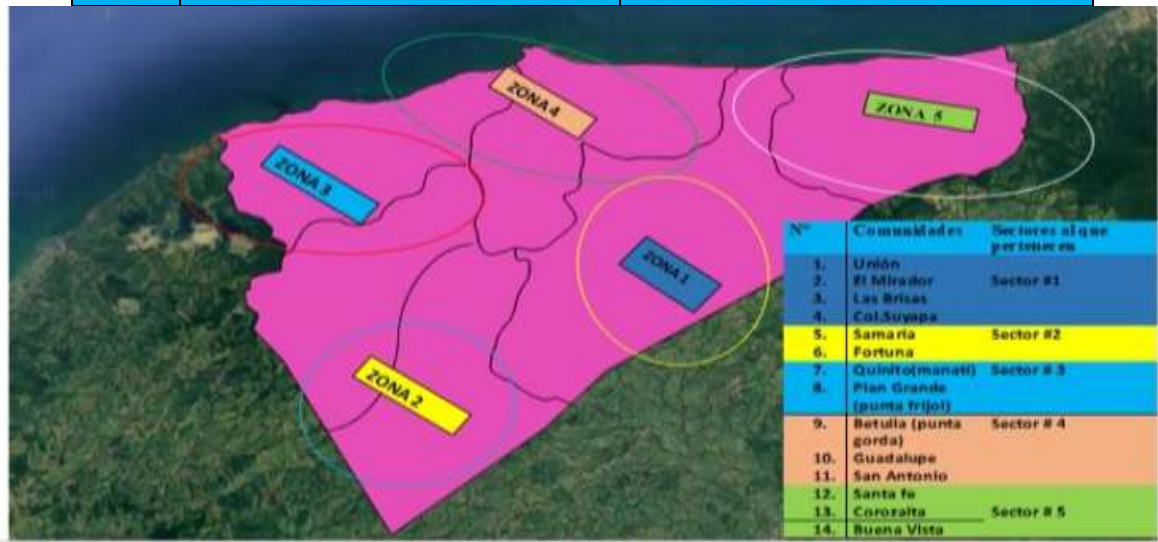 ZONA 4
ZONA 5
ZONA 3
ZONA 1
ZONA 2
Nº Comunidades Sectores al que
pertenecen
1. Unión
2. El Mirador Sector #1
3. Las Brisas
4. Col.Suyapa
5. Samaria Sector #2
6. Fortuna
7. Quinito(manatí) Sector # 3
8. Plan Grande
(punta frijol)
9. Betulia (punta Sector # 4
gorda)
10. Guadalupe
11. San Antonio
12. Santa fe
13. Corozalta Sector # 5
14. Buena Vista